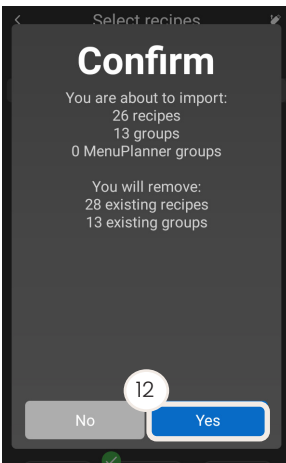 Select recipes
Confirm
You are about to import:
26 recipes
13 groups
0 MenuPlanner groups
You will remove:
28 existing recipes
13 existing groups
12
No
Yes